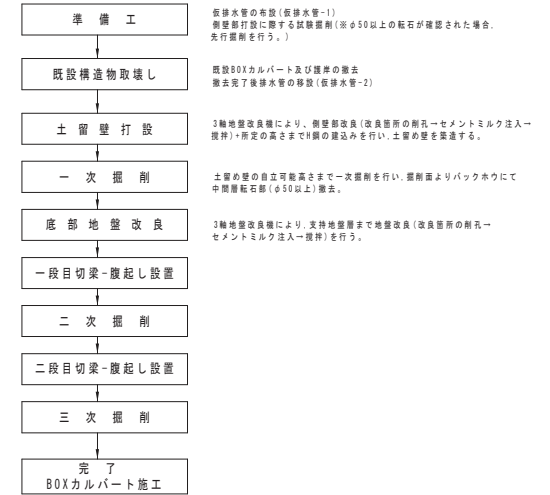 準備工
仮排水管の布設(仮排水管-1)
側壁部打設に際する試験掘削(※φ50以上の転石が確認された場合,
先行掘削を行う。)
既設構造物取壊し
既設BOXカルバート及び護岸の撤去
撤去完了後排水管の移設(仮排水管-2)
土留壁打設
3軸地盤改良機により、側壁部改良(改良箇所の削孔→セメントミルク注入→
撹拌)+所定の高さまでH鋼の建込みを行い,土留め壁を築造する。
一次掘削
土留め壁の自立可能高さまで一次掘削を行い,掘削面よりバックホウにて
中間層転石部(φ50以上)撤去。
底部地盤改良
3軸地盤改良機により,支持地盤層まで地盤改良(改良箇所の削孔→
セメントミルク注入→撹拌)を行う。
一段目切梁-腹起し設置
二次掘削
二段目切梁-腹起し設置
三次掘削
完了
BOXカルバート施工